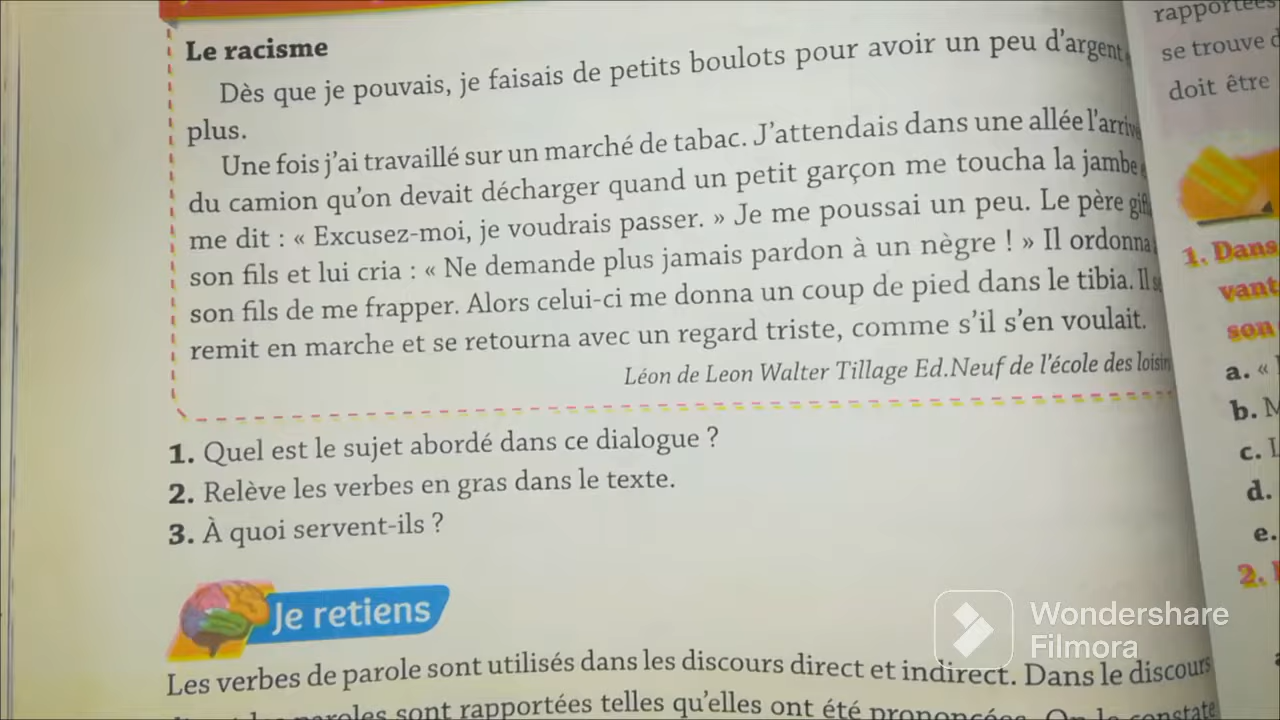 Le racisme
Dès que je pouvais, je faisais de petits boulots pour avoir un peu d'argent
plus.
Une fois j'ai travaillé sur un marché de tabac. J'attendais dans une allée
du camion qu'on devait décharger quand un petit garçon me toucha la jambe
me dit : « Excusez-moi, je voudrais passer. » Je me poussai un peu. Le père
son fils et lui cria : « Ne demande plus jamais pardon à un nègre ! » Il ordonna
son fils de me frapper. Alors celui-ci me donna un coup de pied dans le tibia. Il
remit en marche et se retourna avec un regard triste, comme s'il s'en voulait.
Léon de Leon Walter Tillage Ed.Neuf de l'école des
1. Quel est le sujet abordé dans ce dialogue ?
2. Relève les verbes en gras dans le texte.
3. À quoi servent-ils ?
Je retiens
Les verbes de parole sont utilisés dans les discours direct et indirect. Dans le discours
paroles sont rapportées telles qu'elles ont été prononcées. On le constate
rapportées
se trouve
doit être
1. Dans
vant
son
a. «
b. M
c. L
d.
e.
2.
Wondershare
Filmora